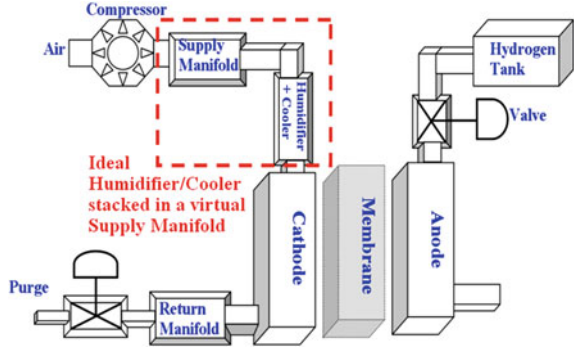 Compressor
Air
Supply
Manifold
Humidifier
+ Cooler
Hydrogen
Tank
Valve
Ideal
Humidifier/Cooler
stacked in a virtual
Supply Manifold
Cathode
Membrane
Anode
Purge
Return
Manifold